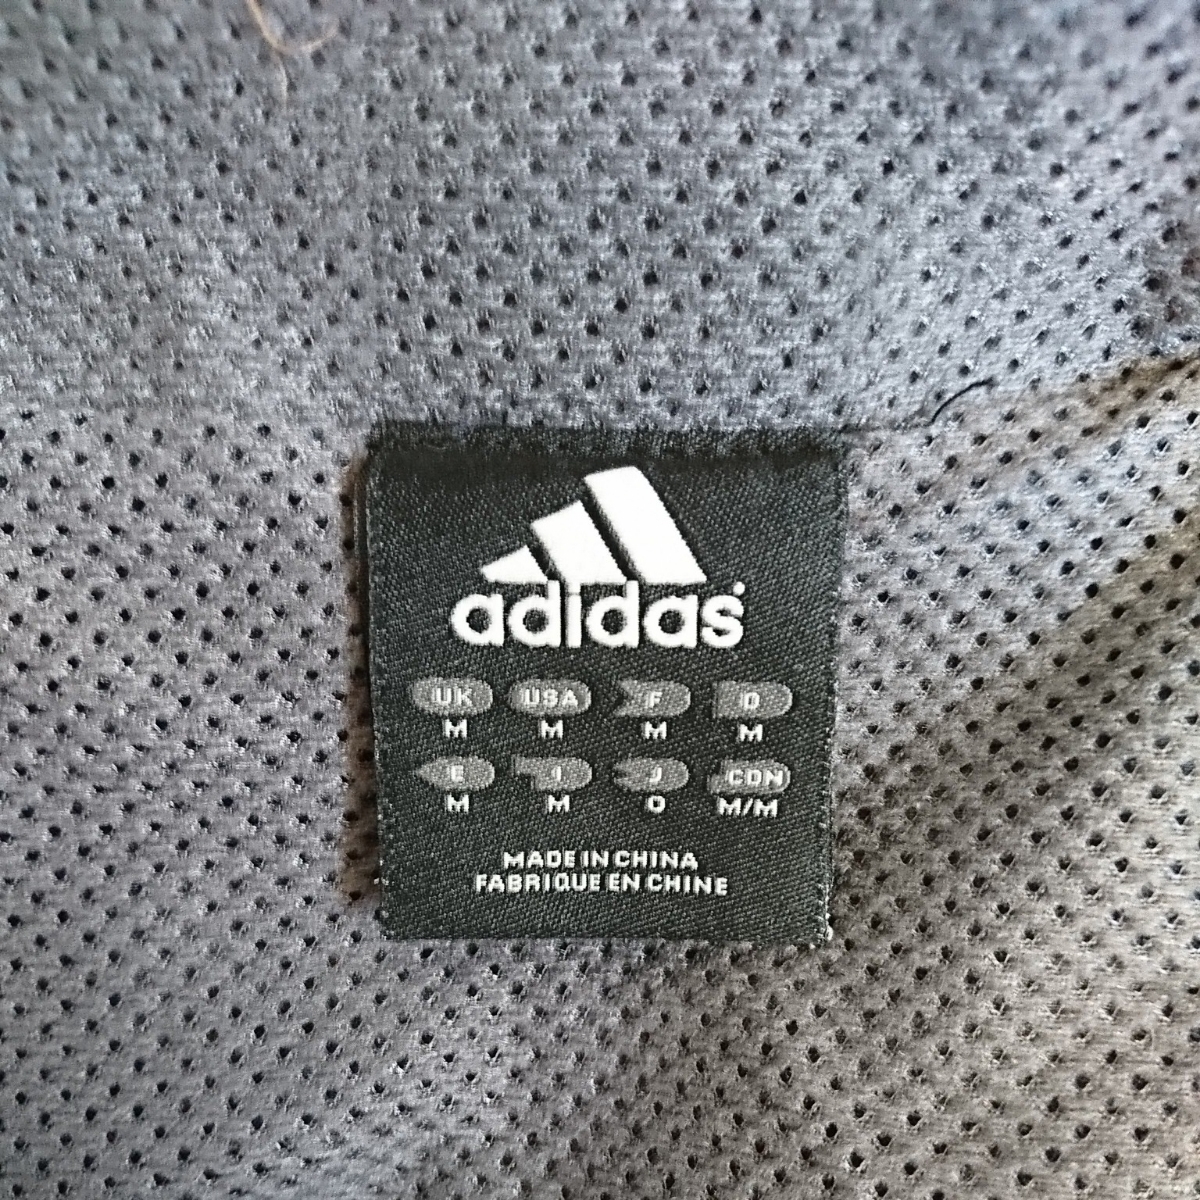 adidas
UK USA F D
M M M M
E I J CDN
M M O M/M
MADE IN CHINA
FABRIQUE EN CHINE